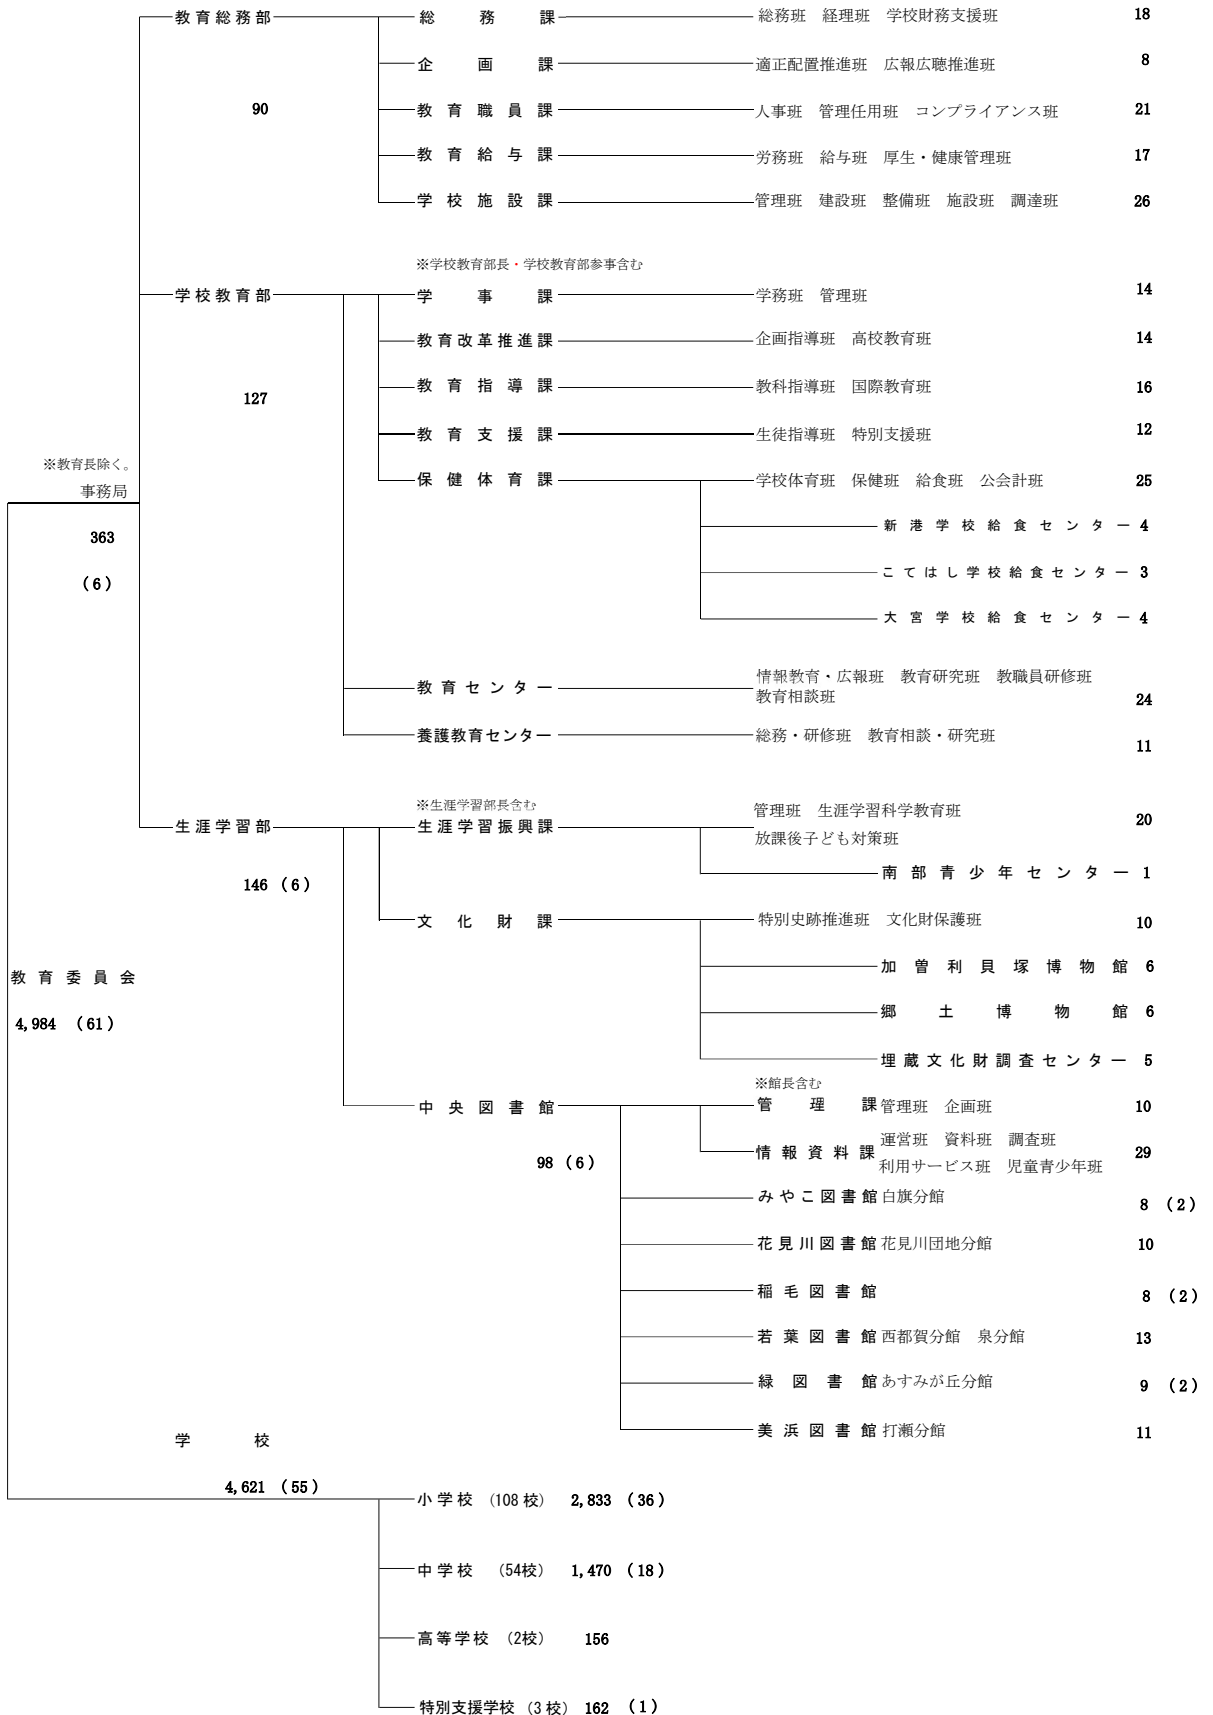 教育総務部 総務課 総務班 経理班 学校財務支援班 18
企画課 適正配置推進班 広報広聴推進班 8
90 教育職員課 人事班 管理任用班 コンプライアンス班 21
教育給与課 労務班 給与班 厚生・健康管理班 17
学校施設課 管理班 建設班 整備班 施設班 調達班 26
※学校教育部長・学校教育部参事含む
学校教育部 学事課 学務班 管理班 14
教育改革推進課 企画指導班 高校教育班 14
教育指導課 教科指導班 国際教育班 16
127
教育支援課 生徒指導班 特別支援班 12
※教育長除く。
保健体育課 学校体育班 保健班 給食班 公会計班 25
事務局
新港学校給食センター 4
363
こてはし学校給食センター 3
(6)
大宮学校給食センター 4
情報教育・広報班 教育研究班 教職員研修班
教育センター 教育相談班 24
養護教育センター 総務・研修班 教育相談・研究班 11
※生涯学習部長含む
管理班 生涯学習科学教育班
生涯学習部 生涯学習振興課 20
放課後子ども対策班
南部青少年センター 1
146 (6)
文化財課 特別史跡推進班 文化財保護班 10
加曽利貝塚博物館 6
教育委員会
郷土博物館 6
4,984 (61)
埋蔵文化財調査センター 5
※館長含む
中央図書館 管理課 管理班 企画班 10
運営班 資料班 調査班
情報資料課 29
98 (6) 利用サービス班 児童青少年班
みやこ図書館 白旗分館 8 (2)
花見川図書館 花見川団地分館 10
稲毛図書館 8 (2)
若葉図書館 西都賀分館 泉分館 13
緑図書館 あすみが丘分館 9 (2)
美浜図書館 打瀬分館 11
学校
4,621 (55)
小学校 (108校) 2,833 (36)
中学校 (54校) 1,470 (18)
高等学校 (2校) 156
特別支援学校 (3校) 162 (1)